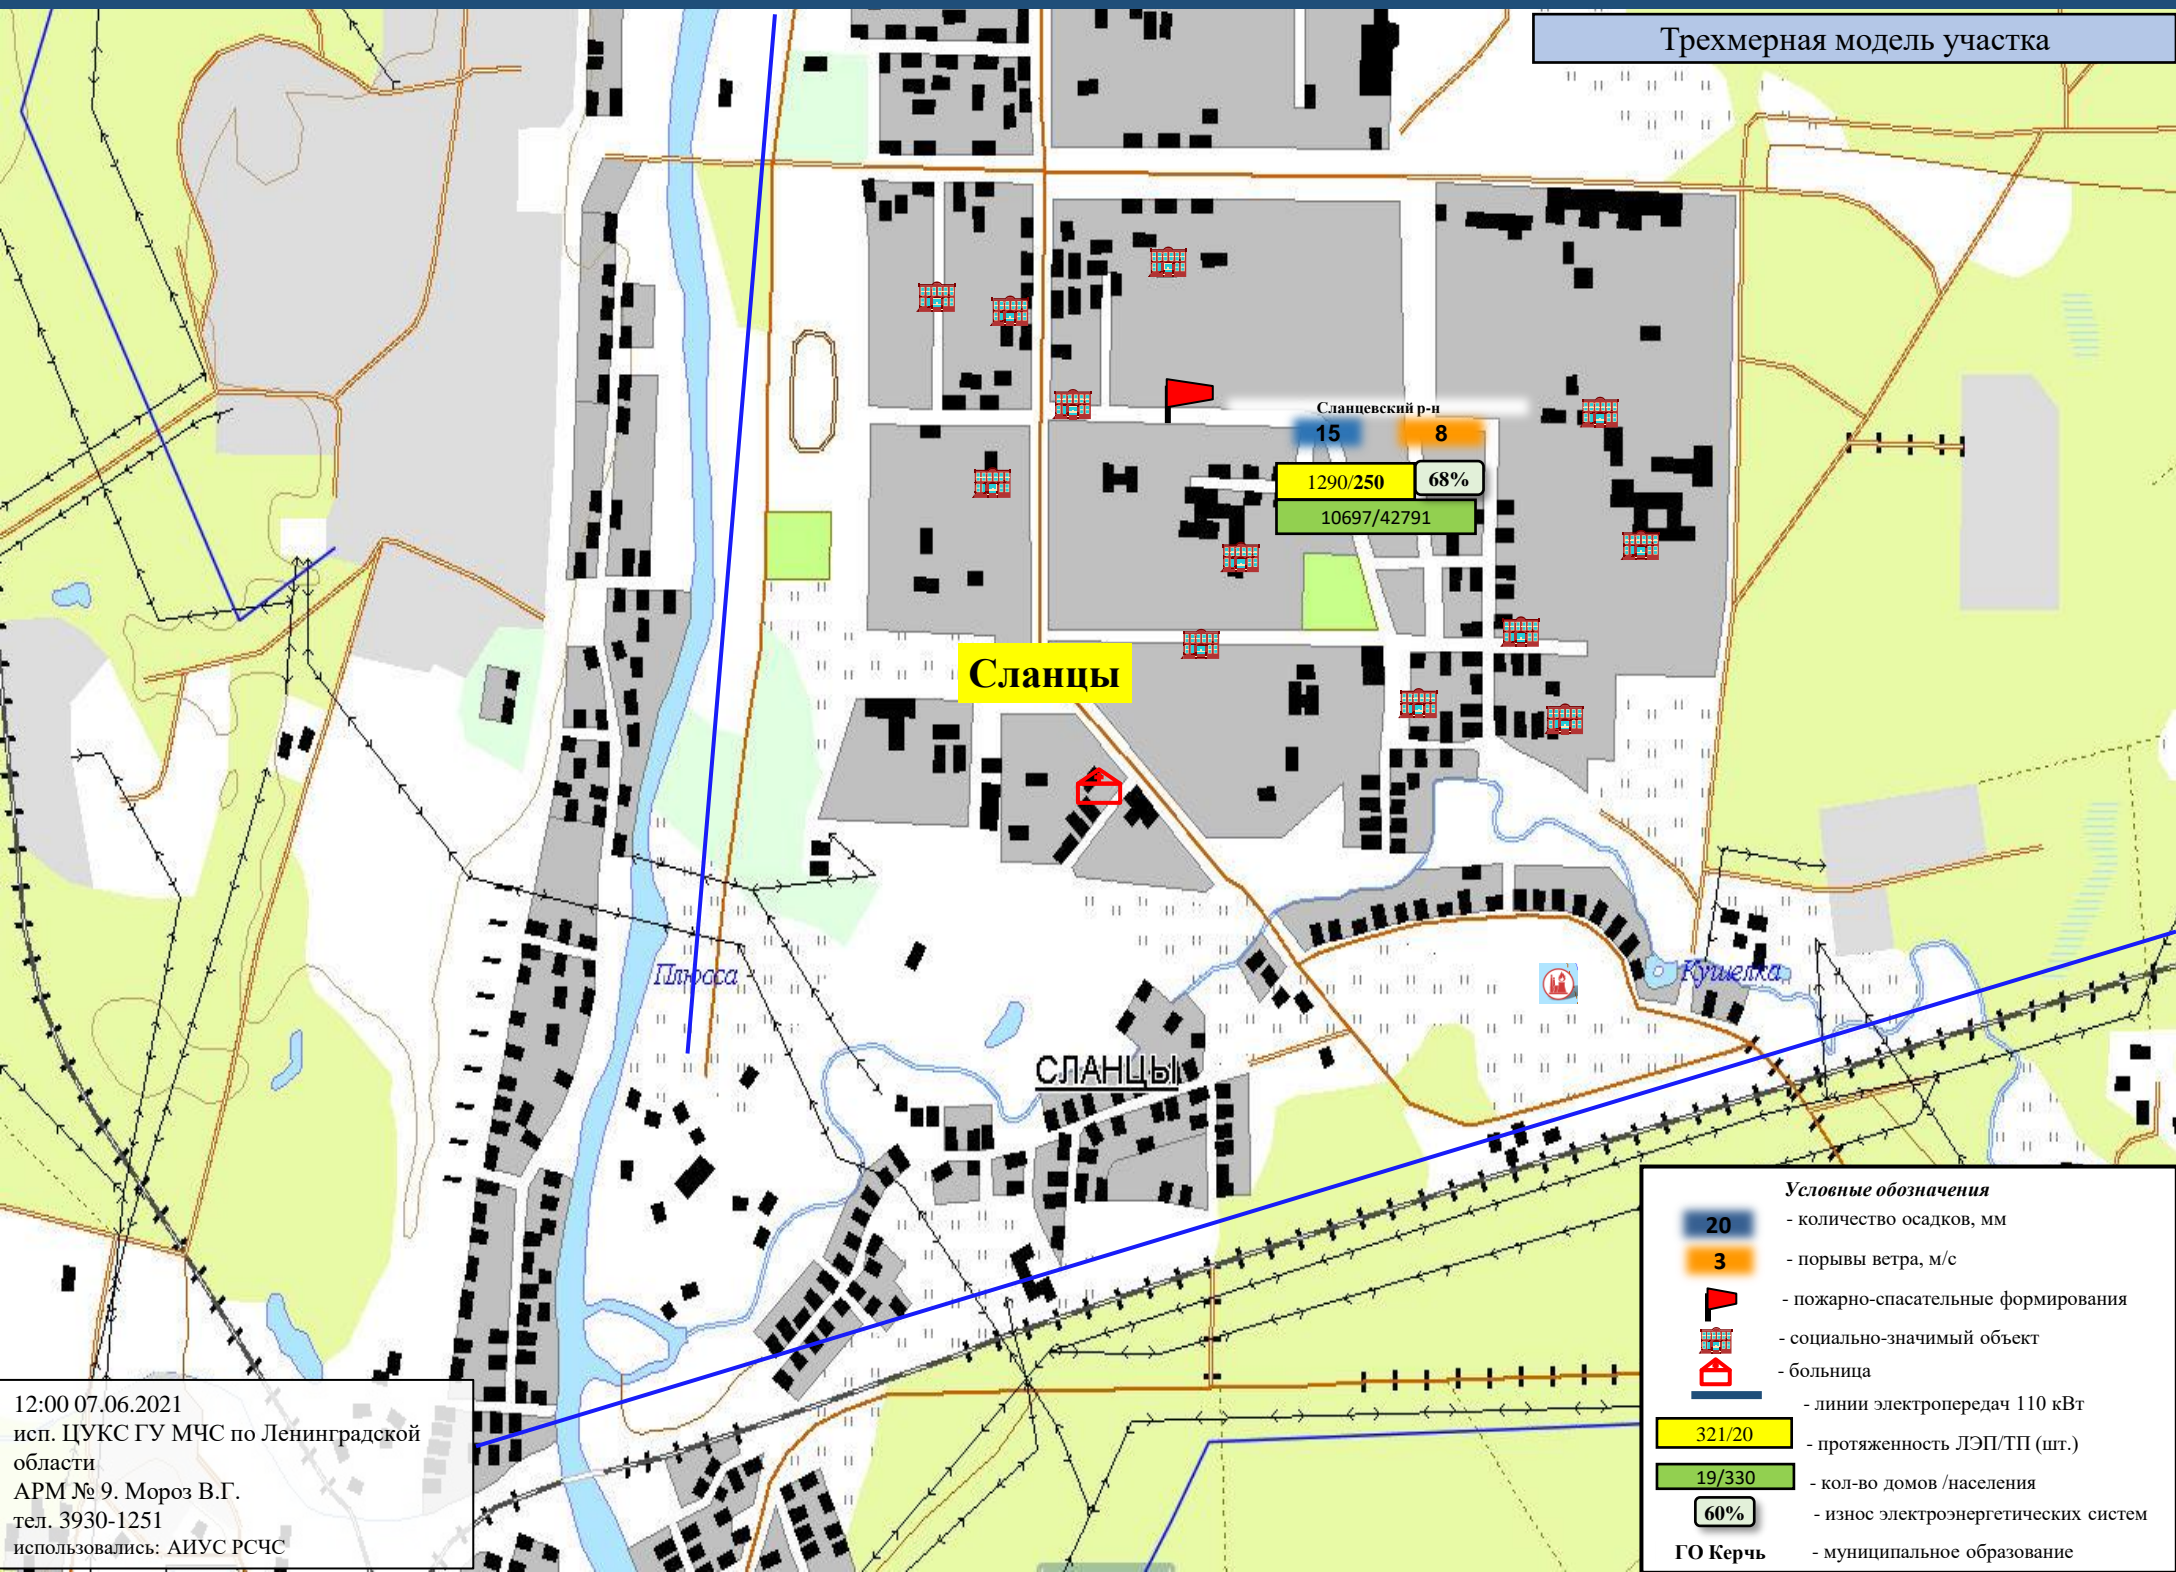 Трехмерная модель участка
Сланцевский р-н
15
8
1290/250
68%
10697/42791
Сланцы
Плюсса
Кушелка
СЛАНЦЫ
Условные обозначения
20 - количество осадков, мм
3 - порывы ветра, м/с
- пожарно-спасательные формирования
- социально-значимый объект
- больница
- линии электропередач 110 кВт
321/20 - протяженность ЛЭП/ТП (шт.)
19/330 - кол-во домов /населения
60% - износ электроэнергетических систем
ГО Керчь - муниципальное образование
12:00 07.06.2021
исп. ЦУКС ГУ МЧС по Ленинградской
области
АРМ № 9. Мороз В.Г.
тел. 3930-1251
использовались: АИУС РСЧС